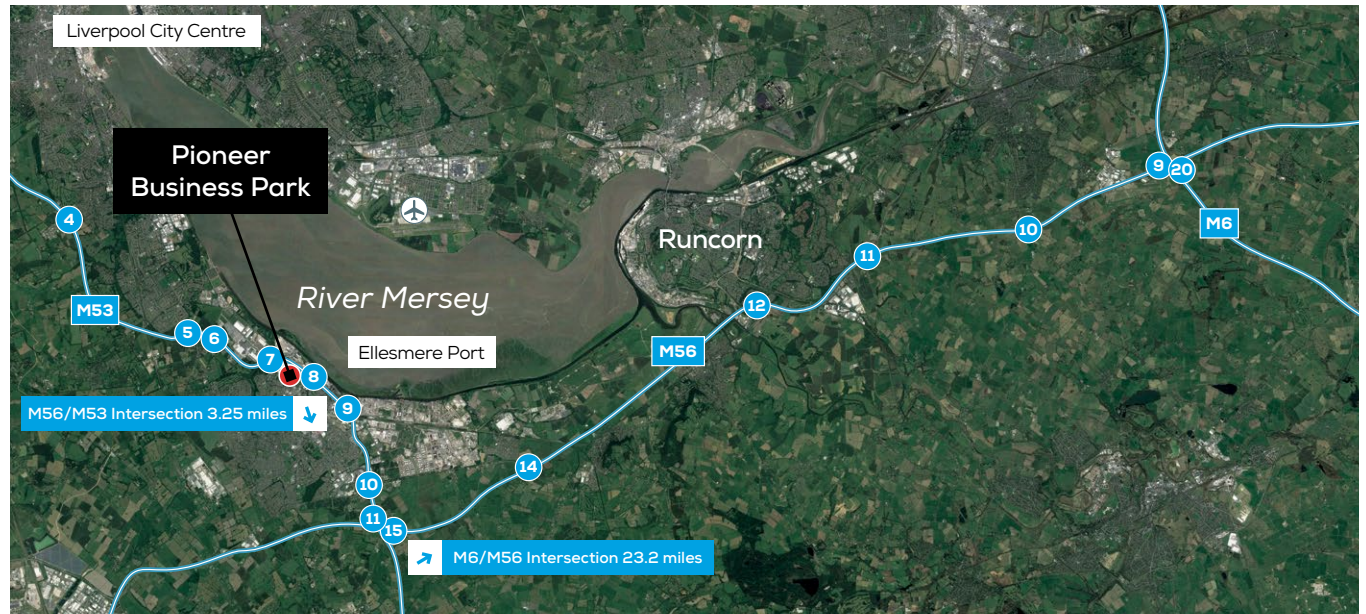 Liverpool City Centre
Pioneer
Business Park
4
M53
5
6
7
8
9
10
11
15
14
12
11
10
9
20
M6
M56
Runcorn
River Mersey
Ellesmere Port
M56/M53 Intersection 3.25 miles
M6/M56 Intersection 23.2 miles